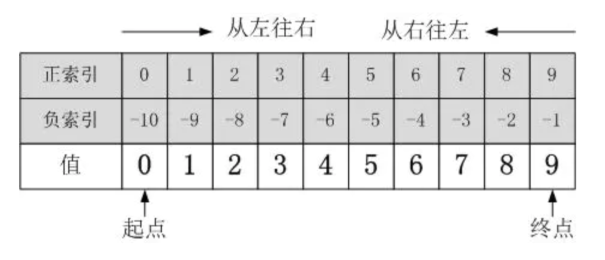 从左往右 从右往左
正索引 0 1 2 3 4 5 6 7 8 9
负索引 -10 -9 -8 -7 -6 -5 -4 -3 -2 -1
值 0 1 2 3 4 5 6 7 8 9
起点 终点